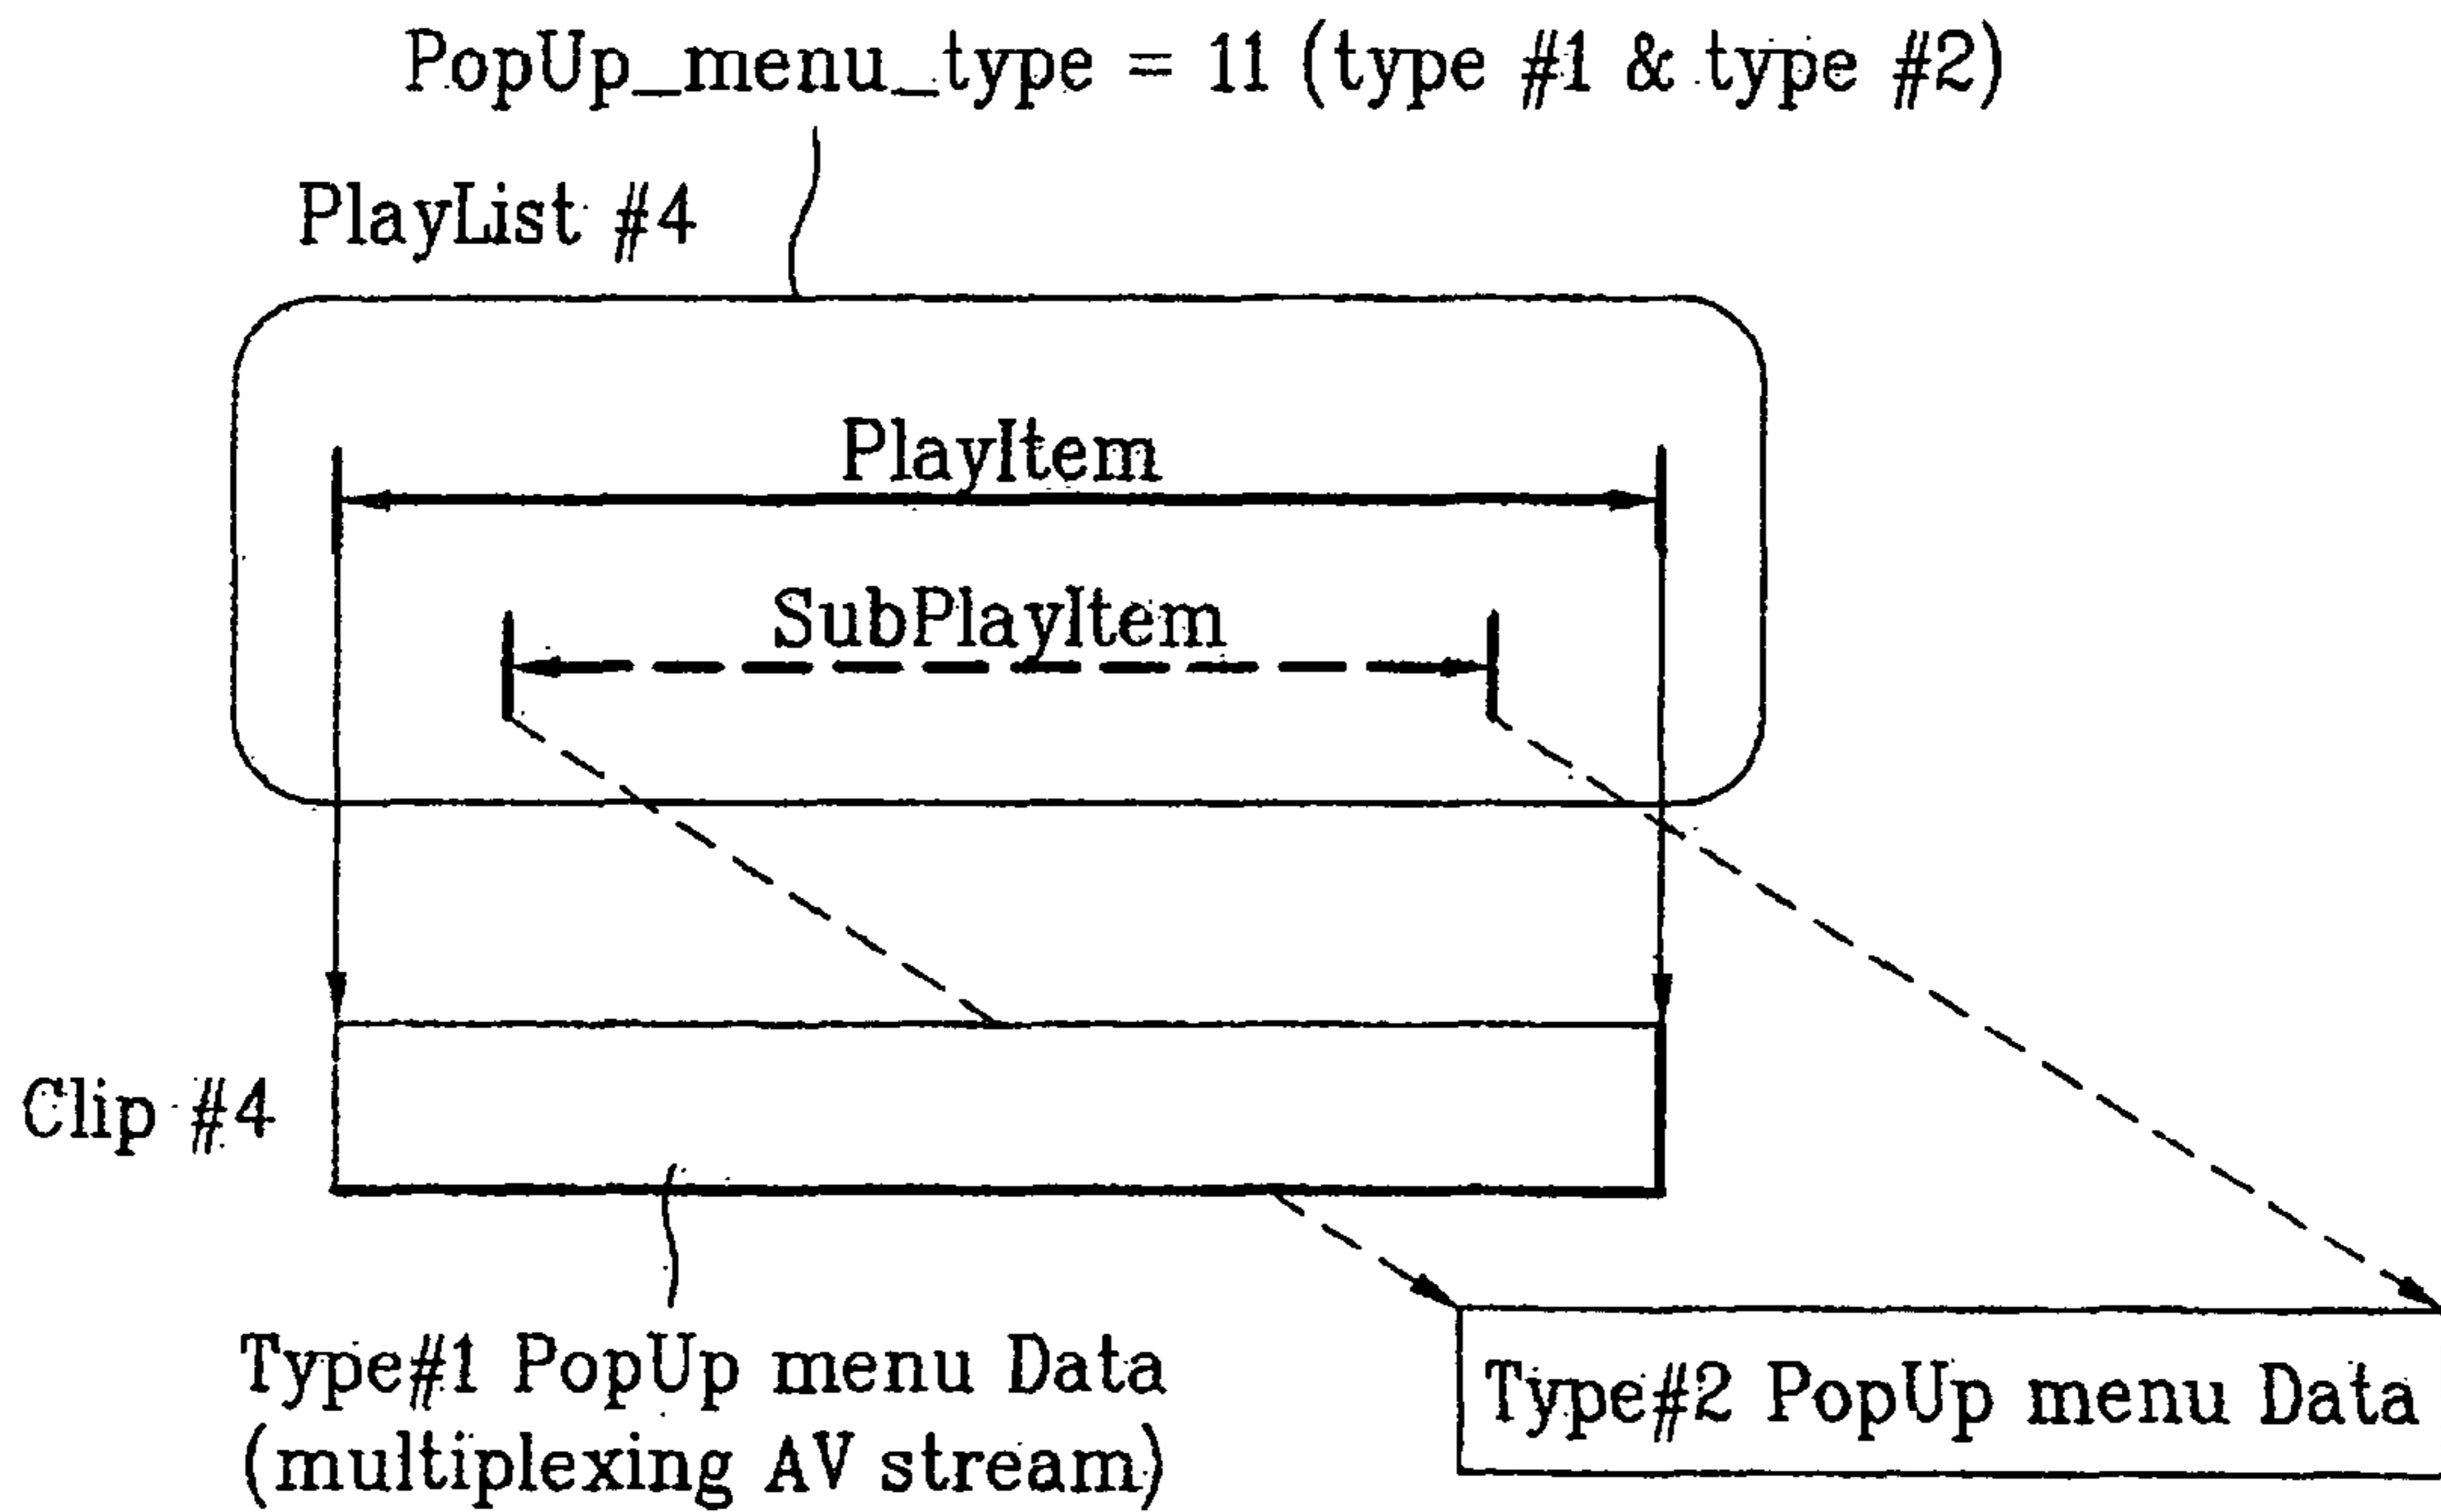 PopUp_menu_type = 11 (type #1 & type #2)
PlayList #4
PlayItem
SubPlayItem
Clip #4
Type#1 PopUp menu Data
(multiplexing AV stream)
Type#2 PopUp menu Data